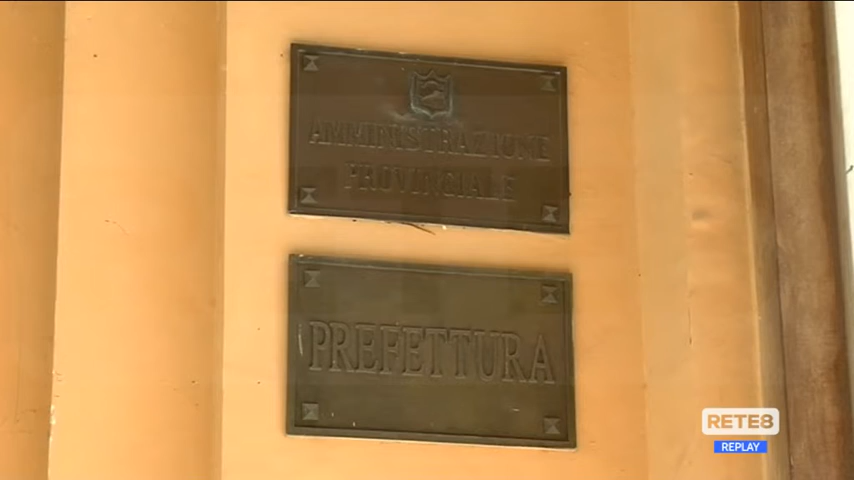 AMMINISTRAZIONE
PROVINCIALE
PREFETTURA
RETE8
REPLAY